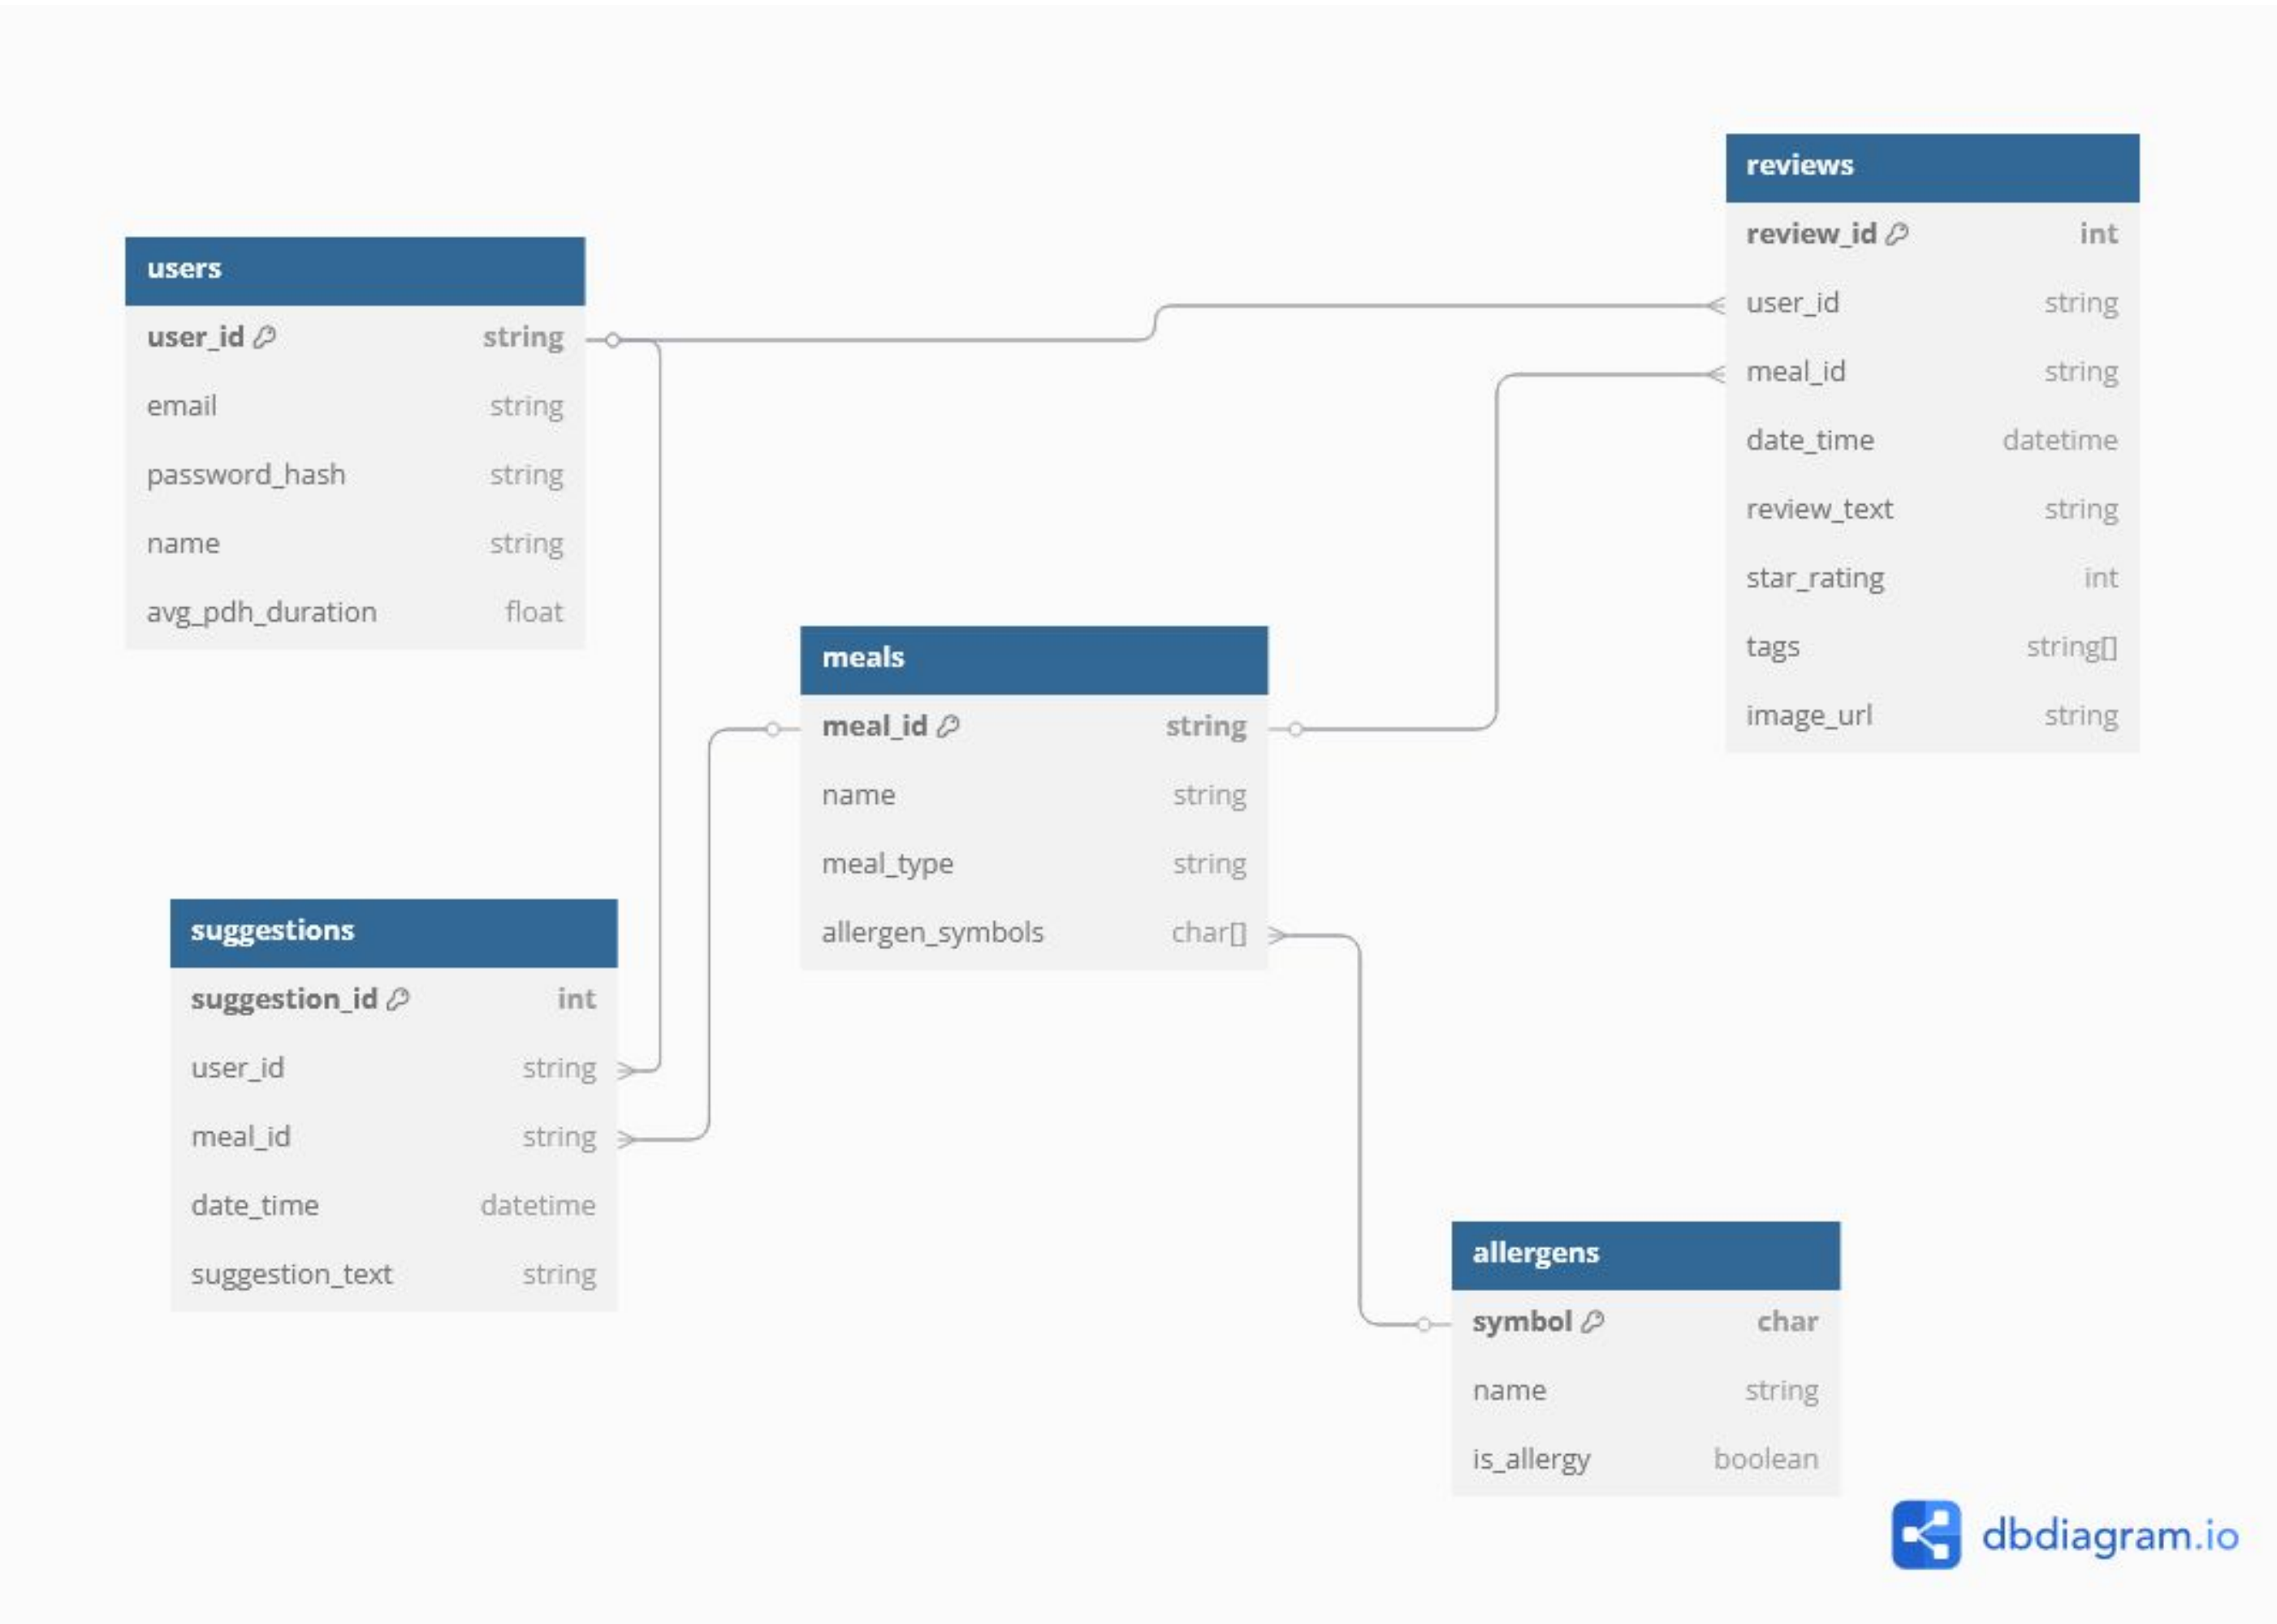 users
user_id string
email string
password_hash string
name string
avg_pdh_duration float
reviews
review_id int
user_id string
meal_id string
date_time datetime
review_text string
star_rating int
tags string[]
image_url string
meals
meal_id string
name string
meal_type string
allergen_symbols char[]
suggestions
suggestion_id int
user_id string
meal_id string
date_time datetime
suggestion_text string
allergens
symbol char
name string
is_allergy boolean
dbdiagram.io